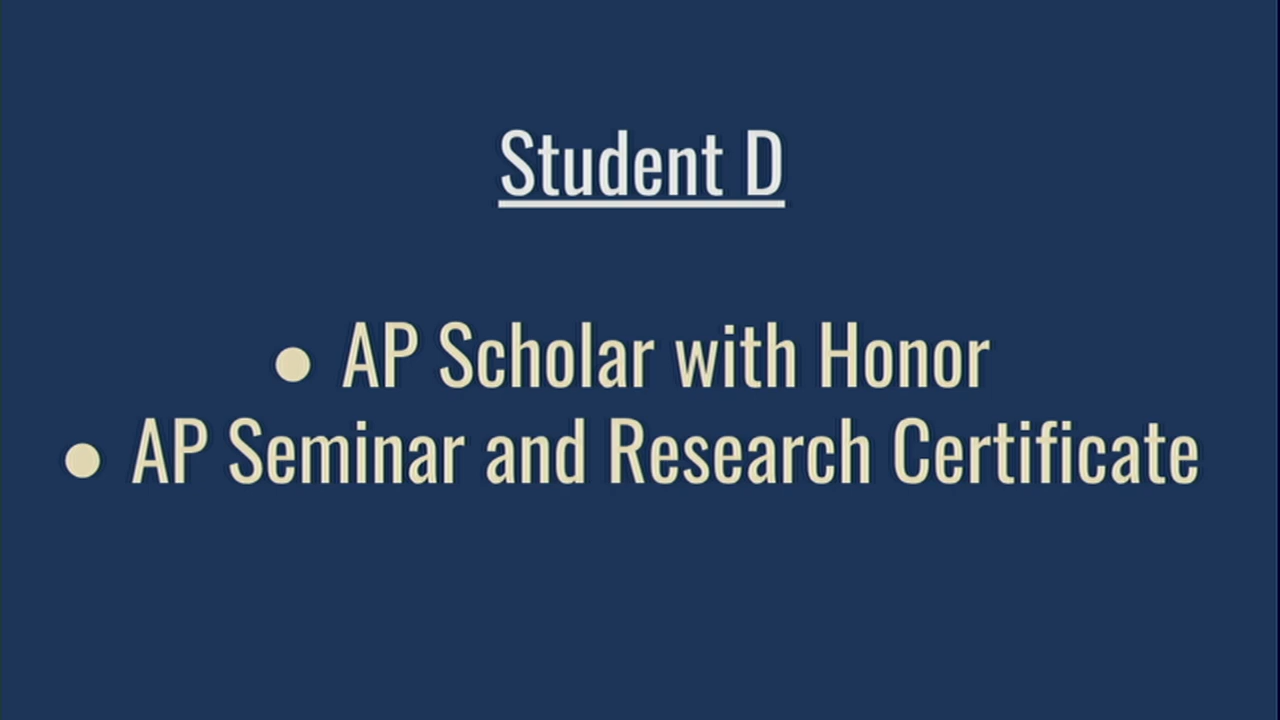 Student D
● AP Scholar with Honor
● AP Seminar and Research Certificate